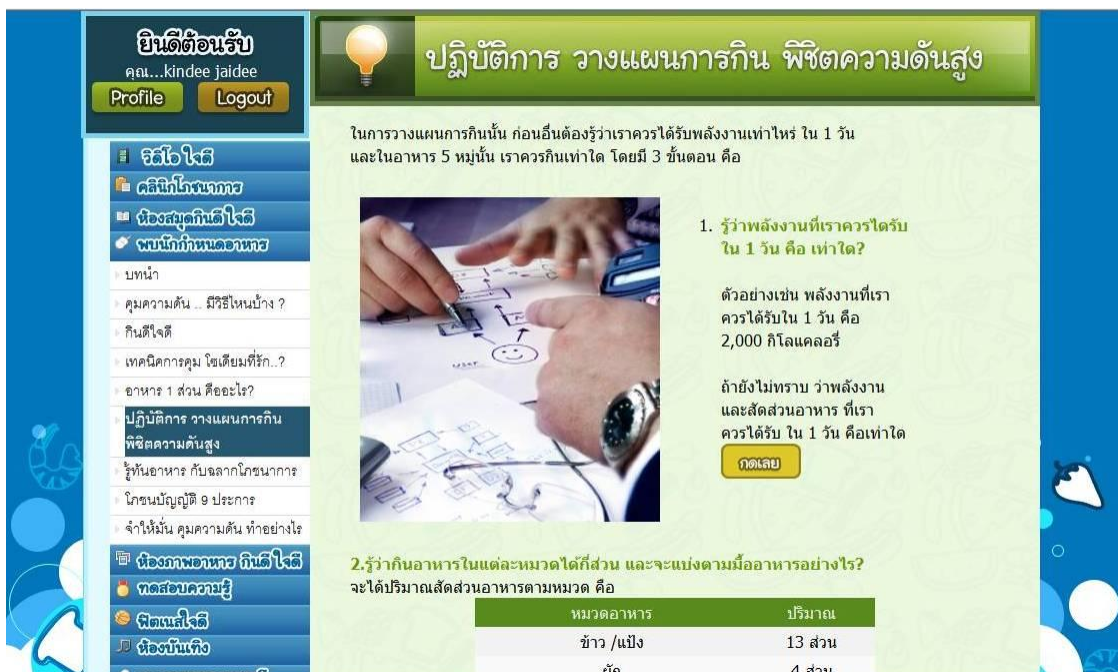 ยินดีต้อนรับ
คุณ...kindee jaidee
Profile Logout
วิดีโอ ใจดี
คลินิกโภชนาการ
ห้องสมุดกินดี ใจดี
พบนักกำหนดอาหาร
บทนำ
คุมความดัน .. มีวิธีไหนบ้าง ?
กินดีใจดี
เทคนิคการคุม โซเดียมที่รัก..?
อาหาร 1 ส่วน คืออะไร?
ปฏิบัติการ วางแผนการกิน
พิชิตความดันสูง
รู้ทันอาหาร กับฉลากโภชนาการ
โภชนบัญญัติ 9 ประการ
จำให้มั่น คุมความดัน ทำอย่างไร
ห้องภาพอาหาร กินดี ใจดี
ทดสอบความรู้
ฟิตเนสใจดี
ห้องบันเทิง
ปฏิบัติการ วางแผนการกิน พิชิตความดันสูง
ในการวางแผนการกินนั้น ก่อนอื่นต้องรู้ว่าเราควรได้รับพลังงานเท่าไหร่ ใน 1 วัน
และในอาหาร 5 หมู่นั้น เราควรกินเท่าใด โดยมี 3 ขั้นตอน คือ
USER
1. รู้ว่าพลังงานที่เราควรได้รับ
ใน 1 วัน คือ เท่าใด?
ตัวอย่างเช่น พลังงานที่เรา
ควรได้รับใน 1 วัน คือ
2,000 กิโลแคลอรี่
ถ้ายังไม่ทราบ ว่าพลังงาน
และสัดส่วนอาหาร ที่เรา
ควรได้รับ ใน 1 วัน คือเท่าใด
กดเลย
2.รู้ว่ากินอาหารในแต่ละหมวดได้กี่ส่วน และจะแบ่งตามมื้ออาหารอย่างไร?
จะได้ปริมาณสัดส่วนอาหารตามหมวด คือ
หมวดอาหาร ปริมาณ
ข้าว /แป้ง 13 ส่วน
ผัก 4 ส่วน